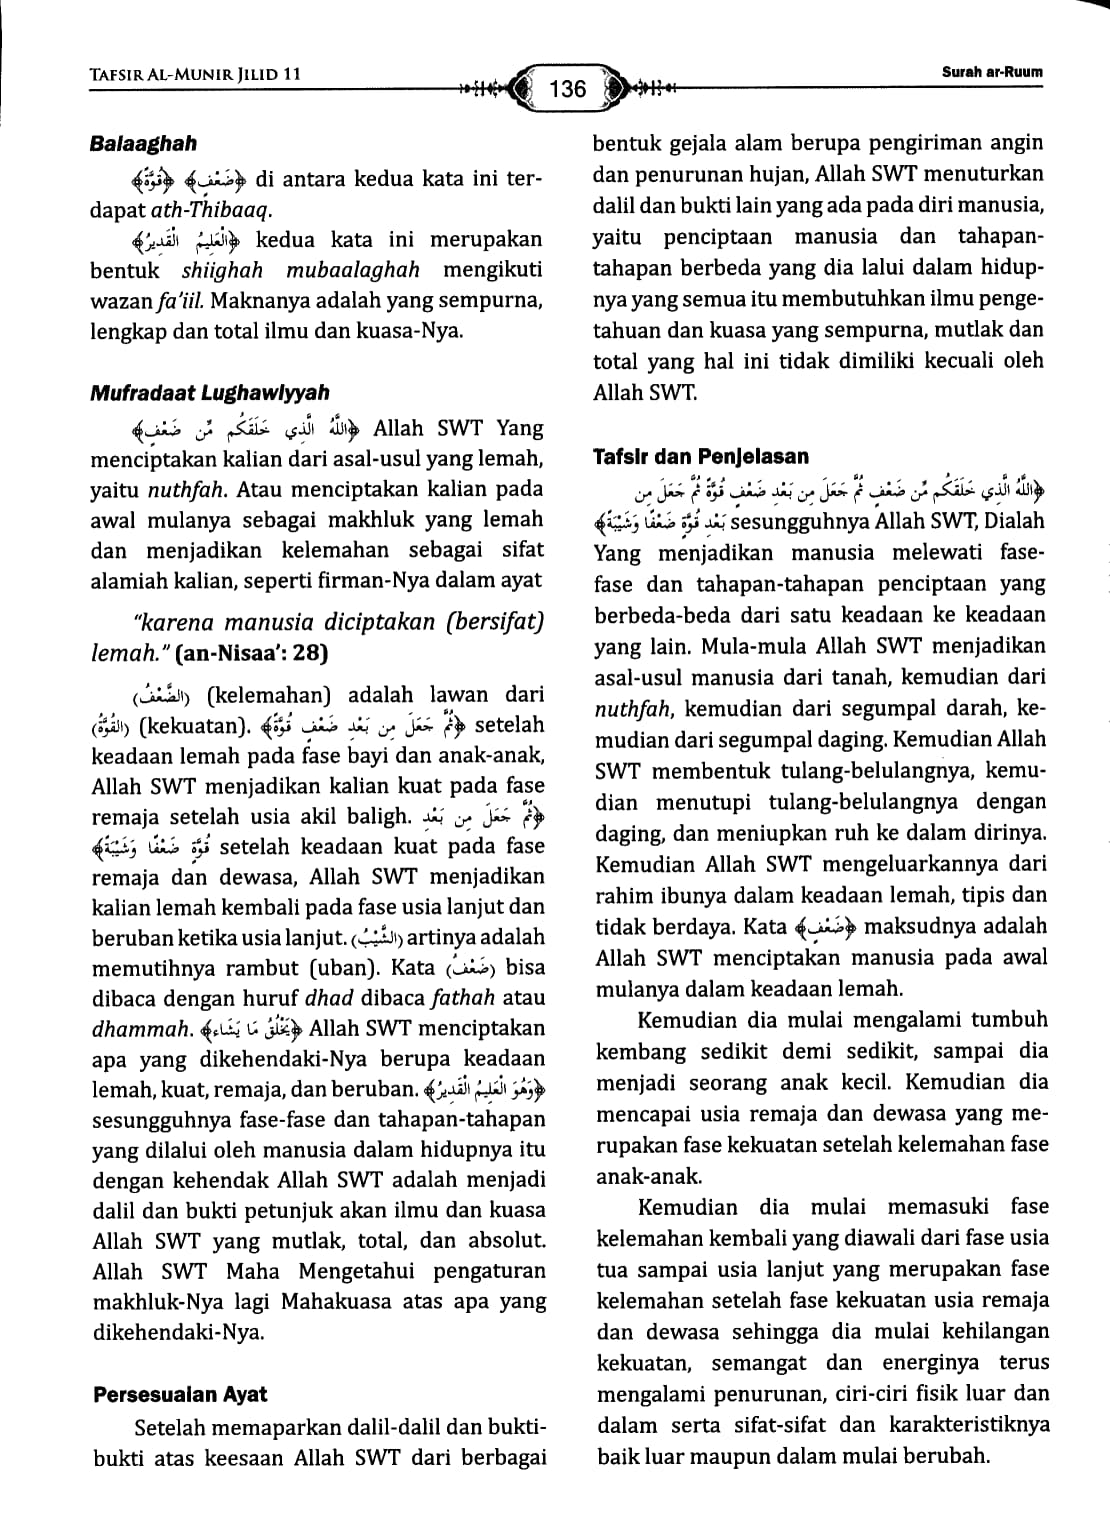 TAFSIR AL-MUNIR JILID 11
136
Surah ar-Ruum
Balaaghah
﴿ضَعْفٍ﴾ ﴿قُوَّةً﴾ di antara kedua kata ini ter-
dapat ath-Thibaaq.
﴿الْعَلِيمُ الْقَدِيرُ﴾ kedua kata ini merupakan
bentuk shiighah mubaalaghah mengikuti
wazan fa'iil. Maknanya adalah yang sempurna,
lengkap dan total ilmu dan kuasa-Nya.
Mufradaat Lughawiyyah
﴿اللَّهُ الَّذِي خَلَقَكُم مِّن ضَعْفٍ﴾ Allah SWT Yang
menciptakan kalian dari asal-usul yang lemah,
yaitu nuthfah. Atau menciptakan kalian pada
awal mulanya sebagai makhluk yang lemah
dan menjadikan kelemahan sebagai sifat
alamiah kalian, seperti firman-Nya dalam ayat
"karena manusia diciptakan (bersifat)
lemah." (an-Nisaa': 28)
(الضَّعْفُ) (kelemahan) adalah lawan dari
(القُوَّةُ) (kekuatan). ﴿ثُمَّ جَعَلَ مِن بَعْدِ ضَعْفٍ قُوَّةً﴾ setelah
keadaan lemah pada fase bayi dan anak-anak,
Allah SWT menjadikan kalian kuat pada fase
remaja setelah usia akil baligh. ﴿ثُمَّ جَعَلَ مِن بَعْدِ
قُوَّةٍ ضَعْفًا وَشَيْبَةً﴾ setelah keadaan kuat pada fase
remaja dan dewasa, Allah SWT menjadikan
kalian lemah kembali pada fase usia lanjut dan
beruban ketika usia lanjut. (الشَّيْبُ) artinya adalah
memutihnya rambut (uban). Kata (ضَعْفُ) bisa
dibaca dengan huruf dhad dibaca fathah atau
dhammah. ﴿يَخْلُقُ مَا يَشَاء﴾ Allah SWT menciptakan
apa yang dikehendaki-Nya berupa keadaan
lemah, kuat, remaja, dan beruban. ﴿وَهُوَ الْعَلِيمُ الْقَدِيرُ﴾
sesungguhnya fase-fase dan tahapan-tahapan
yang dilalui oleh manusia dalam hidupnya itu
dengan kehendak Allah SWT adalah menjadi
dalil dan bukti petunjuk akan ilmu dan kuasa
Allah SWT yang mutlak, total, dan absolut.
Allah SWT Maha Mengetahui pengaturan
makhluk-Nya lagi Mahakuasa atas apa yang
dikehendaki-Nya.
Persesuaian Ayat
Setelah memaparkan dalil-dalil dan bukti-
bukti atas keesaan Allah SWT dari berbagai
bentuk gejala alam berupa pengiriman angin
dan penurunan hujan, Allah SWT menuturkan
dalil dan bukti lain yang ada pada diri manusia,
yaitu penciptaan manusia dan tahapan-
tahapan berbeda yang dia lalui dalam hidup-
nya yang semua itu membutuhkan ilmu penge-
tahuan dan kuasa yang sempurna, mutlak dan
total yang hal ini tidak dimiliki kecuali oleh
Allah SWT.
Tafsir dan Penjelasan
﴿اللَّهُ الَّذِي خَلَقَكُم مِّن ضَعْفٍ ثُمَّ جَعَلَ مِن بَعْدِ ضَعْفٍ قُوَّةً ثُمَّ جَعَلَ مِن
بَعْدِ قُوَّةٍ ضَعْفًا وَشَيْبَةً﴾ sesungguhnya Allah SWT, Dialah
Yang menjadikan manusia melewati fase-
fase dan tahapan-tahapan penciptaan yang
berbeda-beda dari satu keadaan ke keadaan
yang lain. Mula-mula Allah SWT menjadikan
asal-usul manusia dari tanah, kemudian dari
nuthfah, kemudian dari segumpal darah, ke-
mudian dari segumpal daging. Kemudian Allah
SWT membentuk tulang-belulangnya, kemu-
dian menutupi tulang-belulangnya dengan
daging, dan meniupkan ruh ke dalam dirinya.
Kemudian Allah SWT mengeluarkannya dari
rahim ibunya dalam keadaan lemah, tipis dan
tidak berdaya. Kata ﴿ضَعْفٍ﴾ maksudnya adalah
Allah SWT menciptakan manusia pada awal
mulanya dalam keadaan lemah.
Kemudian dia mulai mengalami tumbuh
kembang sedikit demi sedikit, sampai dia
menjadi seorang anak kecil. Kemudian dia
mencapai usia remaja dan dewasa yang me-
rupakan fase kekuatan setelah kelemahan fase
anak-anak.
Kemudian dia mulai memasuki fase
kelemahan kembali yang diawali dari fase usia
tua sampai usia lanjut yang merupakan fase
kelemahan setelah fase kekuatan usia remaja
dan dewasa sehingga dia mulai kehilangan
kekuatan, semangat dan energinya terus
mengalami penurunan, ciri-ciri fisik luar dan
dalam serta sifat-sifat dan karakteristiknya
baik luar maupun dalam mulai berubah.